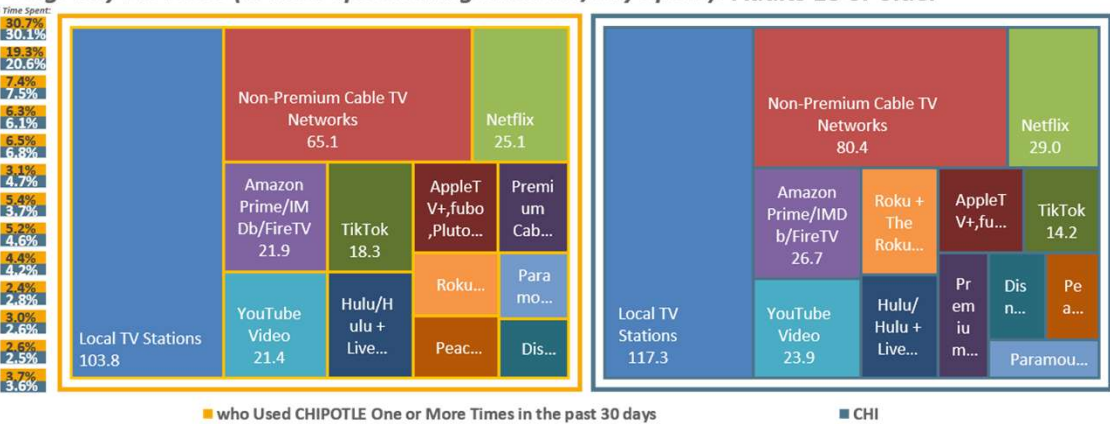 Time Spent:
30.7%
30.1%
19.3%
20.6%
7.4%
7.5%
6.3%
6.1%
6.5%
6.8%
3.1%
4.7%
5.4%
3.7%
5.2%
4.6%
4.4%
4.2%
2.4%
2.8%
3.0%
2.6%
2.6%
2.5%
3.7%
3.6%
Local TV Stations
103.8
Non-Premium Cable TV
Networks
65.1
Netflix
25.1
Amazon
Prime/IM
Db/FireTV
21.9
TikTok
18.3
AppleT
V+,fubo
,Pluto...
Premi
um
Cab...
YouTube
Video
21.4
Hulu/H
ulu +
Live...
Roku...
Para
mo...
Peac...
Dis...
Local TV
Stations
117.3
Non-Premium Cable TV
Networks
80.4
Netflix
29.0
Amazon
Prime/IMD
b/FireTV
26.7
Roku +
The
Roku...
AppleT
V+,fu...
TikTok
14.2
YouTube
Video
23.9
Hulu/
Hulu +
Live...
Pr
em
iu
m...
Dis
n...
Pe
a...
Paramou...
who Used CHIPOTLE One or More Times in the past 30 days
CHI